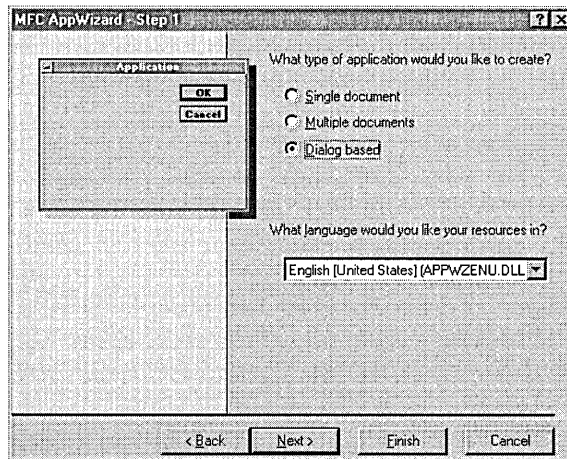 MFC AppWizard - Step 1
Application
OK
Cancel
What type of application would you like to create?
Single document
Multiple documents
Dialog based
What language would you like your resources in?
English [United States] (APPWZENU.DLL
< Back
Next >
Finish
Cancel